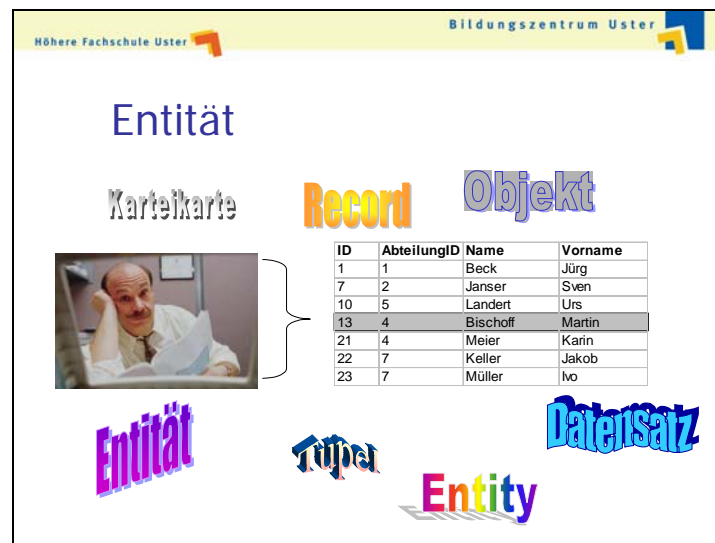 Bildungszentrum Uster
Höhere Fachschule Uster
Entität
Karteikarte Record Objekt
ID AbteilungID Name Vorname
1 1 Beck Jürg
7 2 Janser Sven
10 5 Landert Urs
13 4 Bischoff Martin
21 4 Meier Karin
22 7 Keller Jakob
23 7 Müller Ivo
Entität Tupel Datensatz
Entity